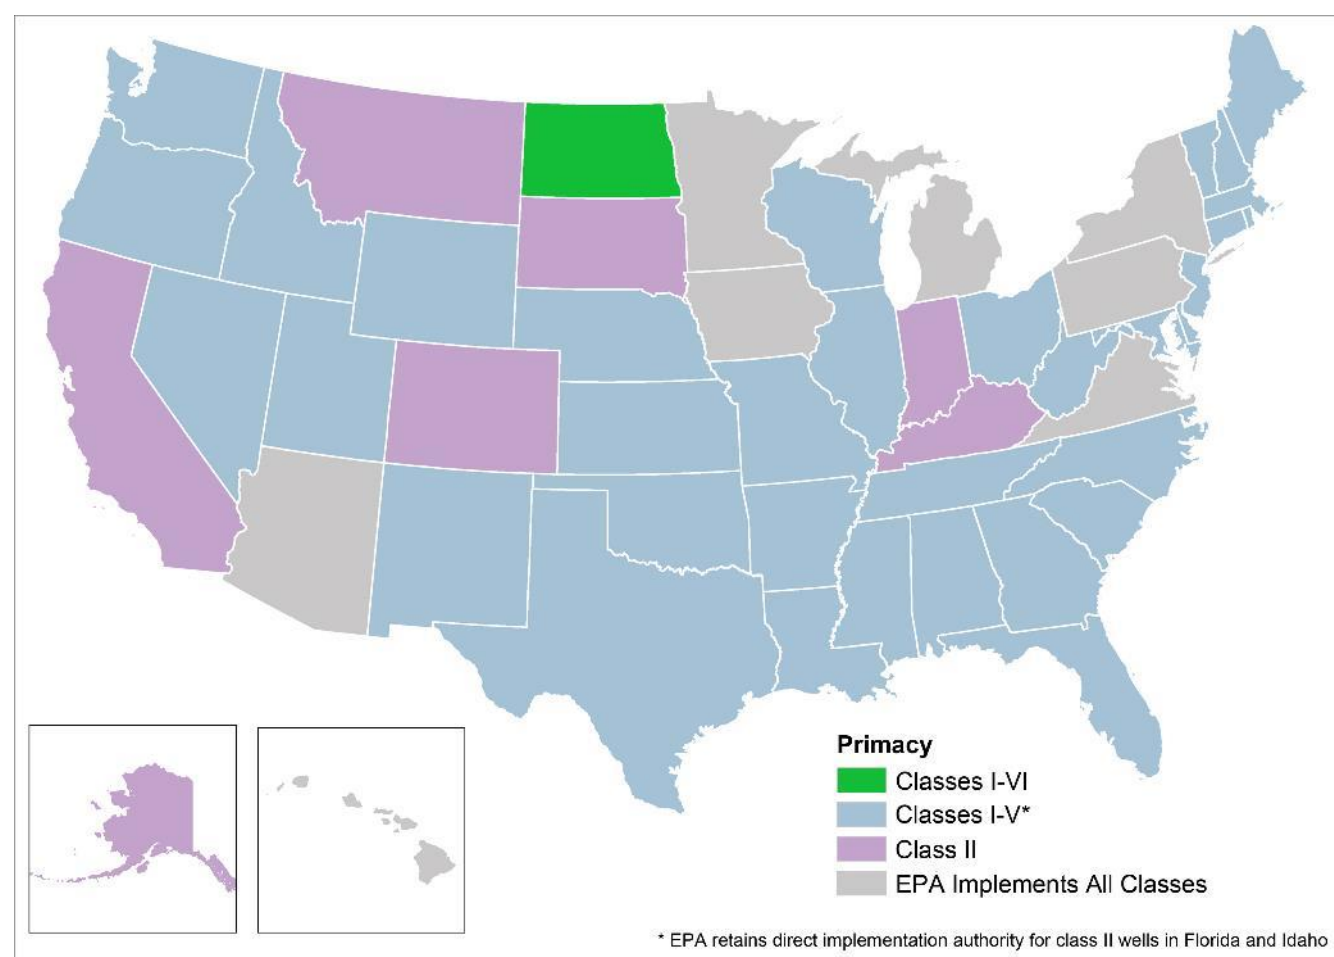 Primacy
Classes I-VI
Classes I-V*
Class II
EPA Implements All Classes
* EPA retains direct implementation authority for class II wells in Florida and Idaho